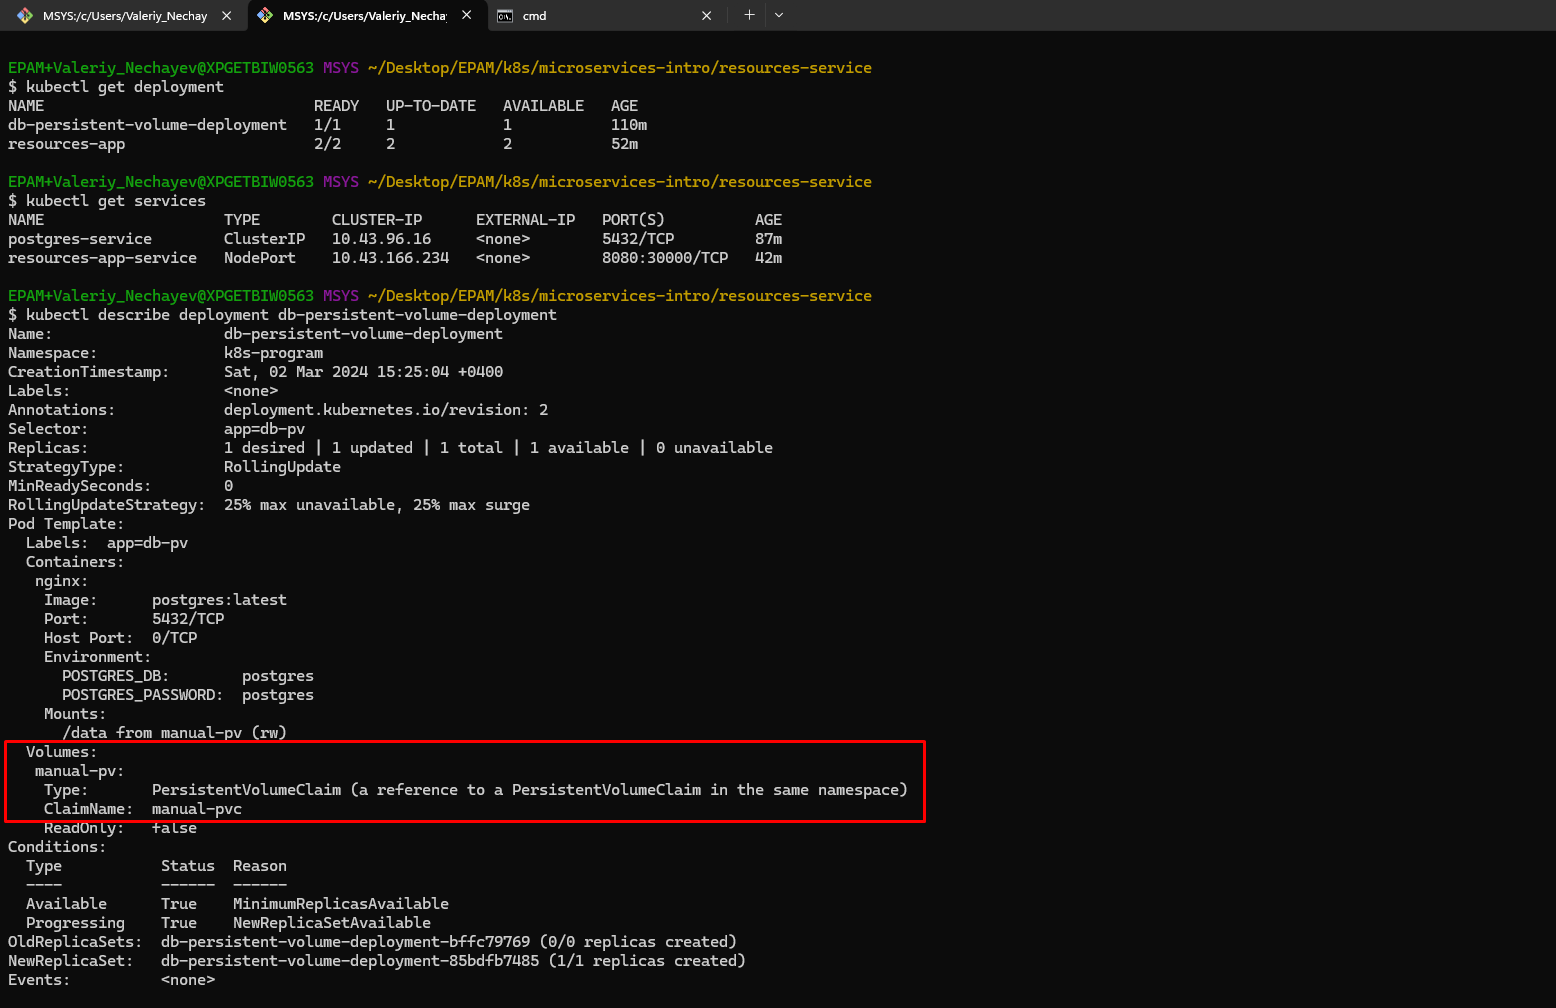 MSYS:/c/Users/Valeriy_Nechay
MSYS:/c/Users/Valeriy_Nechay
cmd
EPAM+Valeriy_Nechayev@XPGETBIW0563 MSYS ~/Desktop/EPAM/k8s/microservices-intro/resources-service
$ kubectl get deployment
NAME READY UP-TO-DATE AVAILABLE AGE
db-persistent-volume-deployment 1/1 1 1 110m
resources-app 2/2 2 2 52m
EPAM+Valeriy_Nechayev@XPGETBIW0563 MSYS ~/Desktop/EPAM/k8s/microservices-intro/resources-service
$ kubectl get services
NAME TYPE CLUSTER-IP EXTERNAL-IP PORT(S) AGE
postgres-service ClusterIP 10.43.96.16 <none> 5432/TCP 87m
resources-app-service NodePort 10.43.166.234 <none> 8080:30000/TCP 42m
EPAM+Valeriy_Nechayev@XPGETBIW0563 MSYS ~/Desktop/EPAM/k8s/microservices-intro/resources-service
$ kubectl describe deployment db-persistent-volume-deployment
Name: db-persistent-volume-deployment
Namespace: k8s-program
CreationTimestamp: Sat, 02 Mar 2024 15:25:04 +0400
Labels: <none>
Annotations: deployment.kubernetes.io/revision: 2
Selector: app=db-pv
Replicas: 1 desired | 1 updated | 1 total | 1 available | 0 unavailable
StrategyType: RollingUpdate
MinReadySeconds: 0
RollingUpdateStrategy: 25% max unavailable, 25% max surge
Pod Template:
Labels: app=db-pv
Containers:
nginx:
Image: postgres:latest
Port: 5432/TCP
Host Port: 0/TCP
Environment:
POSTGRES_DB: postgres
POSTGRES_PASSWORD: postgres
Mounts:
/data from manual-pv (rw)
Volumes:
manual-pv:
Type: PersistentVolumeClaim (a reference to a PersistentVolumeClaim in the same namespace)
ClaimName: manual-pvc
ReadOnly: false
Conditions:
Type Status Reason
---- ------ ------
Available True MinimumReplicasAvailable
Progressing True NewReplicaSetAvailable
OldReplicaSets: db-persistent-volume-deployment-bffc79769 (0/0 replicas created)
NewReplicaSet: db-persistent-volume-deployment-85bdfb7485 (1/1 replicas created)
Events: <none>